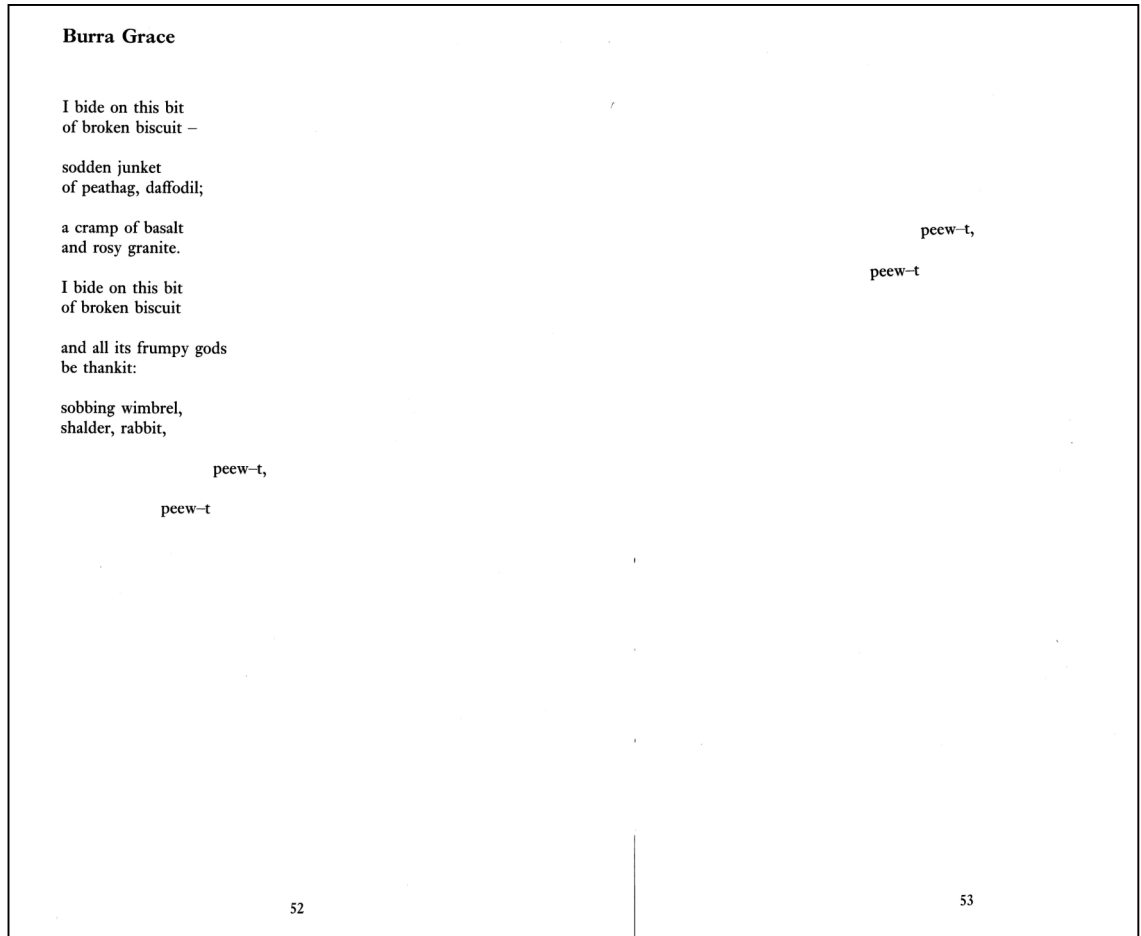 Burra Grace
I bide on this bit
of broken biscuit –
sodden junket
of peathag, daffodil;
a cramp of basalt
and rosy granite.
I bide on this bit
of broken biscuit
and all its frumpy gods
be thankit:
sobbing wimbrel,
shalder, rabbit,
peew–t,
peew–t
52
peew–t,
peew–t
53